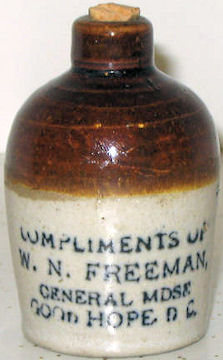 COMPLIMENTS OF
W. N. FREEMAN,
GENERAL MDSE
GOOD HOPE D C.